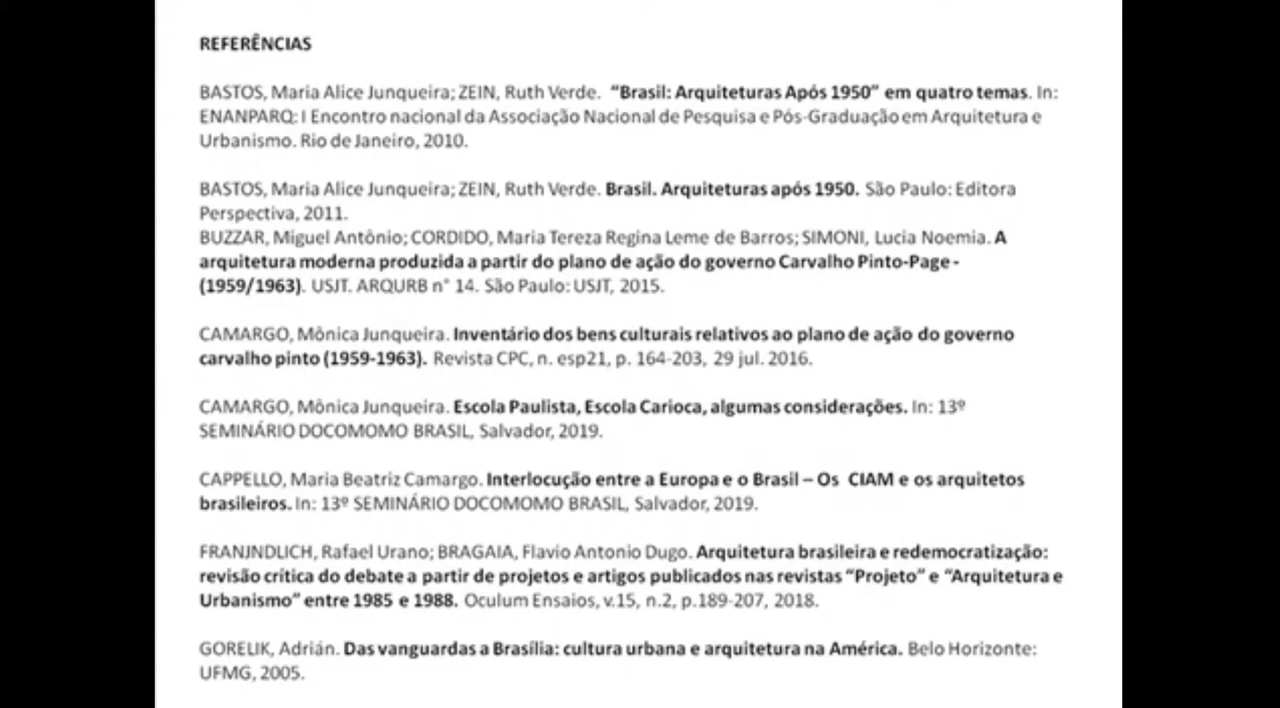 REFERÊNCIAS
BASTOS, Maria Alice Junqueira; ZEIN, Ruth Verde. “Brasil: Arquiteturas Após 1950” em quatro temas. In:
ENANPARQ: I Encontro nacional da Associação Nacional de Pesquisa e Pós-Graduação em Arquitetura e
Urbanismo. Rio de Janeiro, 2010.
BASTOS, Maria Alice Junqueira; ZEIN, Ruth Verde. Brasil. Arquiteturas após 1950. São Paulo: Editora
Perspectiva, 2011.
BUZZAR, Miguel Antônio; CORDIDO, Maria Tereza Regina Leme de Barros; SIMONI, Lucia Noemia. A
arquitetura moderna produzida a partir do plano de ação do governo Carvalho Pinto-Page -
(1959/1963). USJT. ARQURB n° 14. São Paulo: USJT, 2015.
CAMARGO, Mônica Junqueira. Inventário dos bens culturais relativos ao plano de ação do governo
carvalho pinto (1959-1963). Revista CPC, n. esp21, p. 164-203, 29 jul. 2016.
CAMARGO, Mônica Junqueira. Escola Paulista, Escola Carioca, algumas considerações. In: 13º
SEMINÁRIO DOCOMOMO BRASIL, Salvador, 2019.
CAPPELLO, Maria Beatriz Camargo. Interlocução entre a Europa e o Brasil – Os CIAM e os arquitetos
brasileiros. In: 13º SEMINÁRIO DOCOMOMO BRASIL, Salvador, 2019.
FRANJNDLICH, Rafael Urano; BRAGAIA, Flavio Antonio Dugo. Arquitetura brasileira e redemocratização:
revisão crítica do debate a partir de projetos e artigos publicados nas revistas “Projeto” e “Arquitetura e
Urbanismo” entre 1985 e 1988. Oculum Ensaios, v.15, n.2, p.189-207, 2018.
GORELIK, Adrián. Das vanguardas a Brasília: cultura urbana e arquitetura na América. Belo Horizonte:
UFMG, 2005.